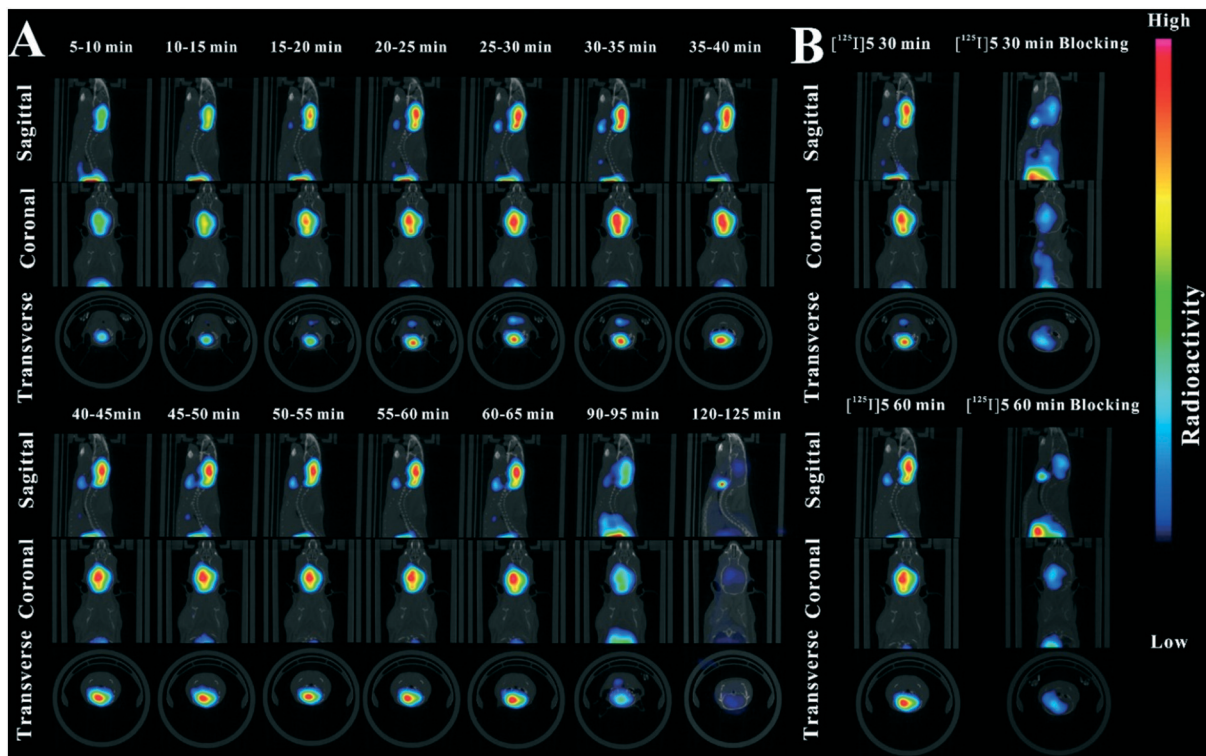 A
5-10 min 10-15 min 15-20 min 20-25 min 25-30 min 30-35 min 35-40 min
Sagittal
Coronal
Transverse
40-45min 45-50 min 50-55 min 55-60 min 60-65 min 90-95 min 120-125 min
Sagittal
Coronal
Transverse
B
[¹²⁵I]5 30 min [¹²⁵I]5 30 min Blocking
Sagittal
Coronal
Transverse
[¹²⁵I]5 60 min [¹²⁵I]5 60 min Blocking
Sagittal
Coronal
Transverse
High
Radioactivity
Low